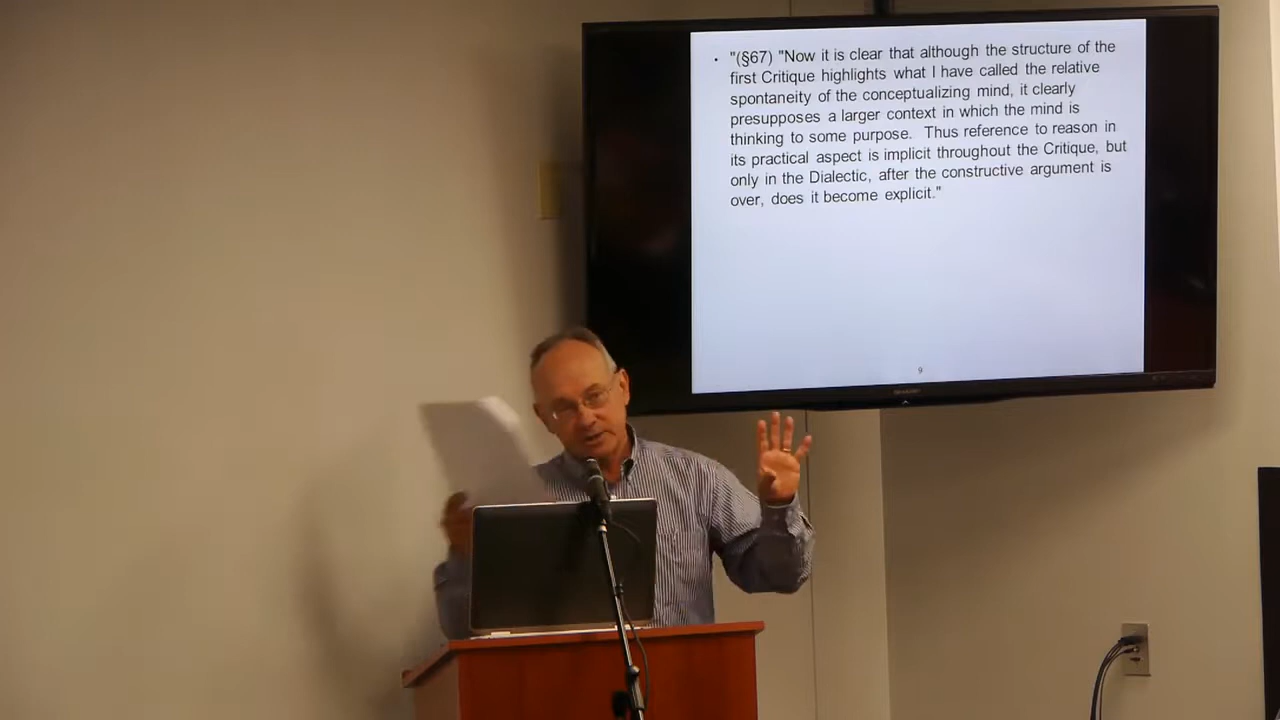 • "(§67) "Now it is clear that although the structure of the
first Critique highlights what I have called the relative
spontaneity of the conceptualizing mind, it clearly
presupposes a larger context in which the mind is
thinking to some purpose. Thus reference to reason in
its practical aspect is implicit throughout the Critique, but
only in the Dialectic, after the constructive argument is
over, does it become explicit."
9
SHARP